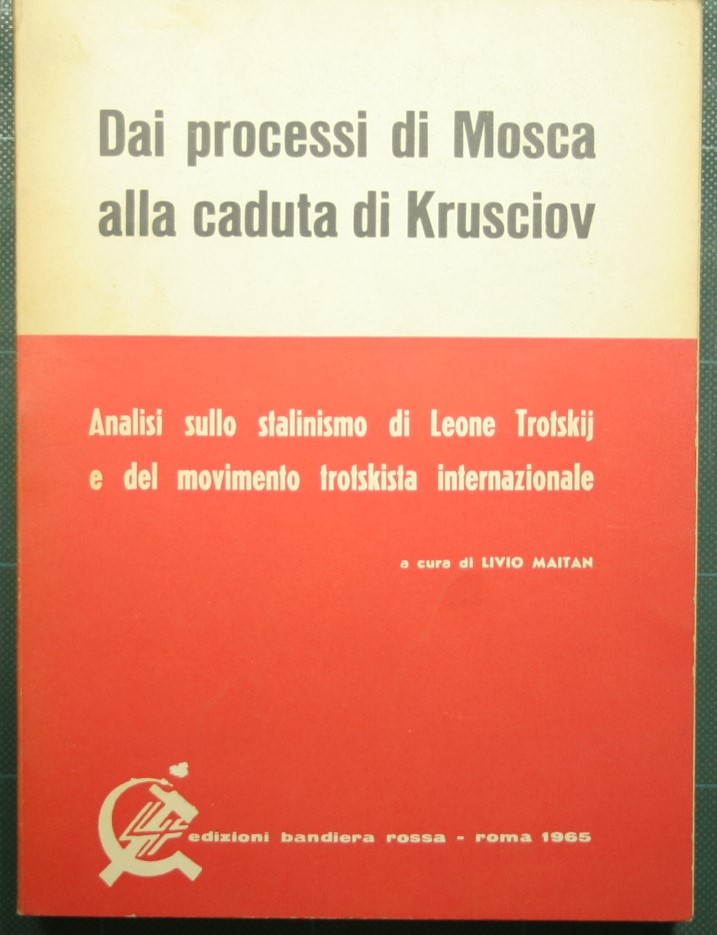 Dai processi di Mosca
alla caduta di Krusciov
Analisi sullo stalinismo di Leone Trotskij
e del movimento trotskista internazionale
a cura di LIVIO MAITAN
edizioni bandiera rossa - roma 1965